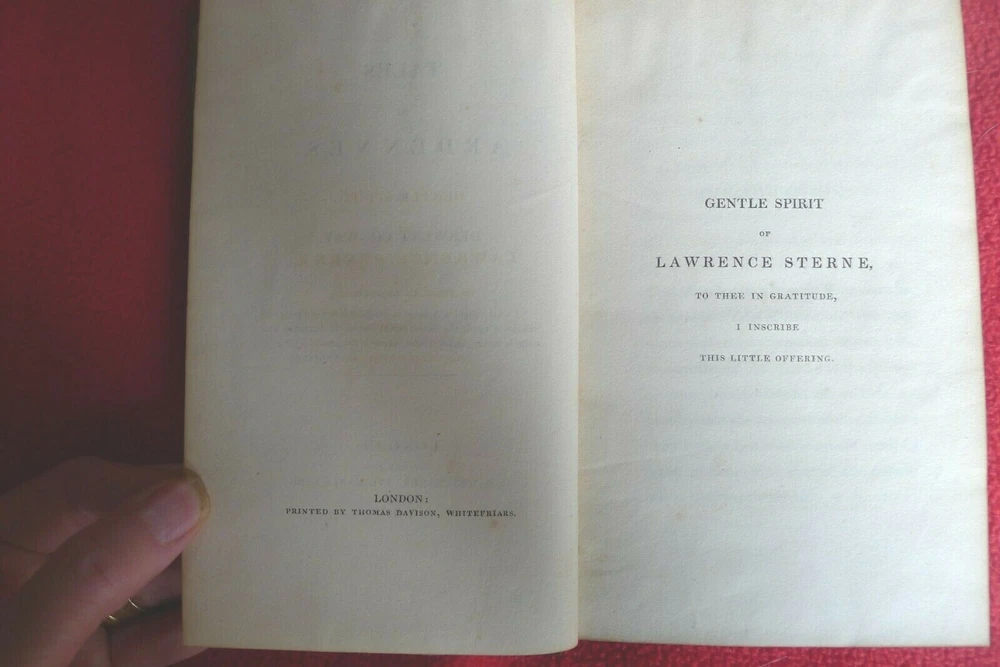 LONDON:
PRINTED BY THOMAS DAVISON, WHITEFRIARS.
GENTLE SPIRIT
OF
LAWRENCE STERNE,
TO THEE IN GRATITUDE,
I INSCRIBE
THIS LITTLE OFFERING.